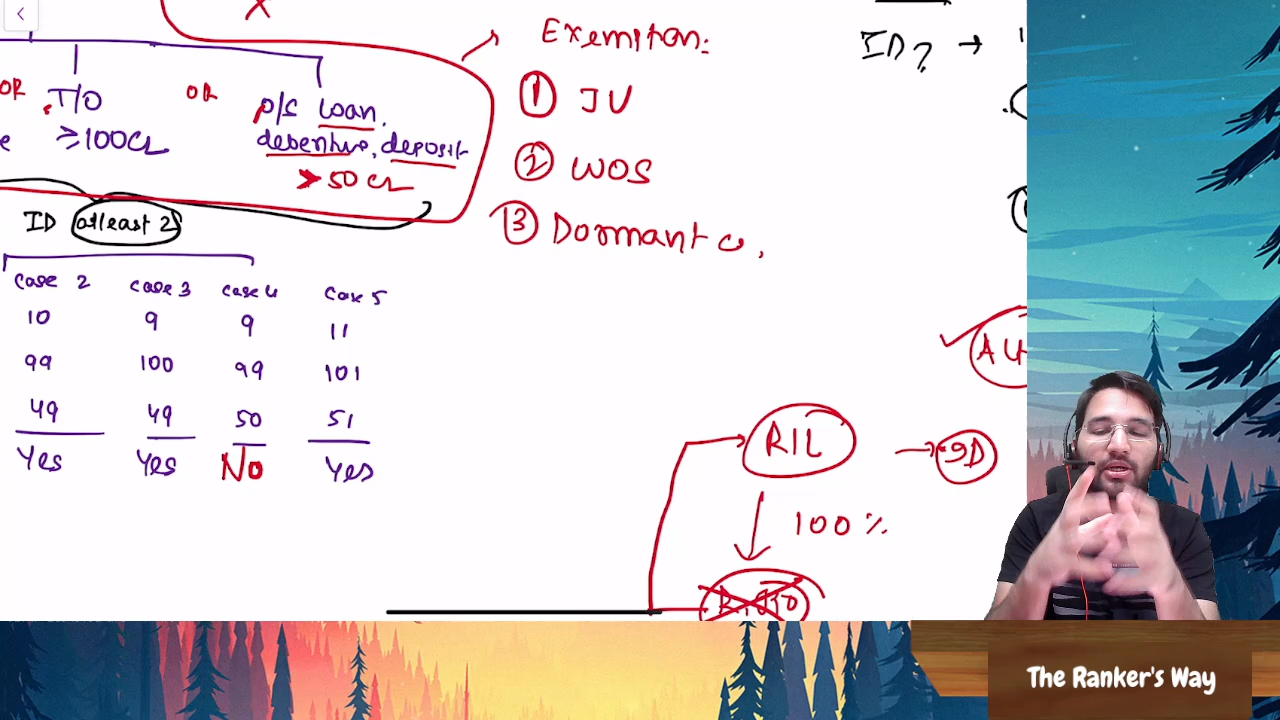 Exemiton:
ID? →
① JV
② WOS
③ Dormant co,
OR
T/O
≥100CR
OR
P/S loan,
debenture, deposit
> 50 CR
ID atleast 2
case 2 case 3 case 4 case 5
10 9 9 11
99 100 99 101
49 49 50 51
Yes Yes No Yes
RIL → 9D
100 %
The Ranker's Way